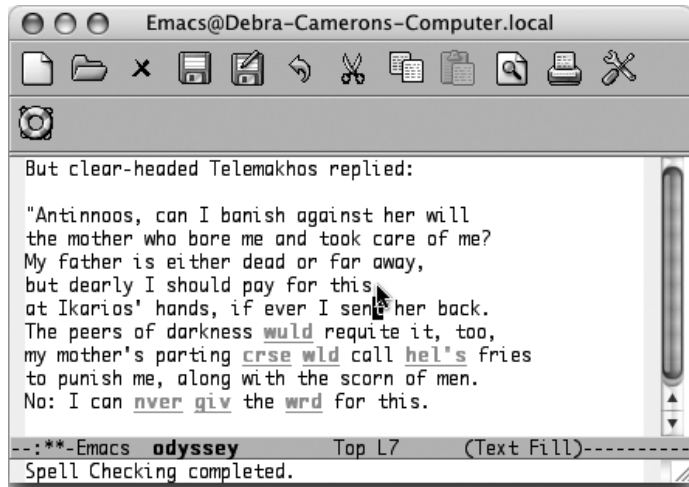 Emacs@Debra-Camerons-Computer.local
But clear-headed Telemakhos replied:
"Antinnoos, can I banish against her will
the mother who bore me and took care of me?
My father is either dead or far away,
but dearly I should pay for this
at Ikarios' hands, if ever I sent her back.
The peers of darkness wuld requite it, too,
my mother's parting crse wld call hel's fries
to punish me, along with the scorn of men.
No: I can nver giv the wrd for this.
--:**-Emacs odyssey Top L7 (Text Fill)----------
Spell Checking completed.